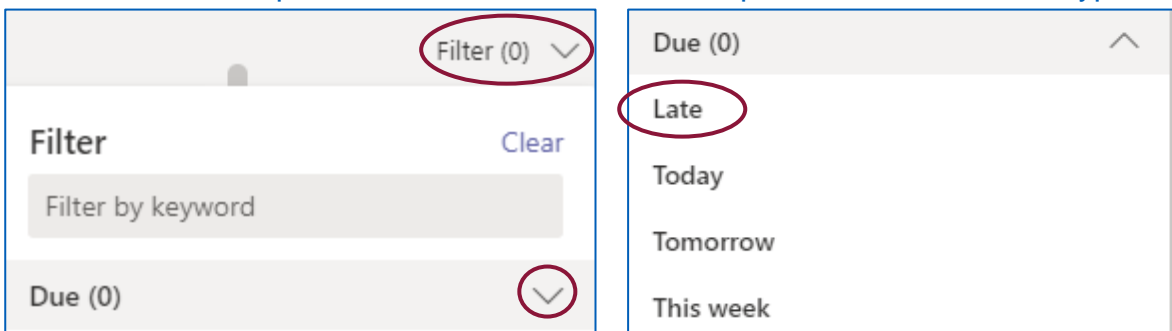 Filter (0)
Filter
Clear
Filter by keyword
Due (0)
Due (0)
Late
Today
Tomorrow
This week